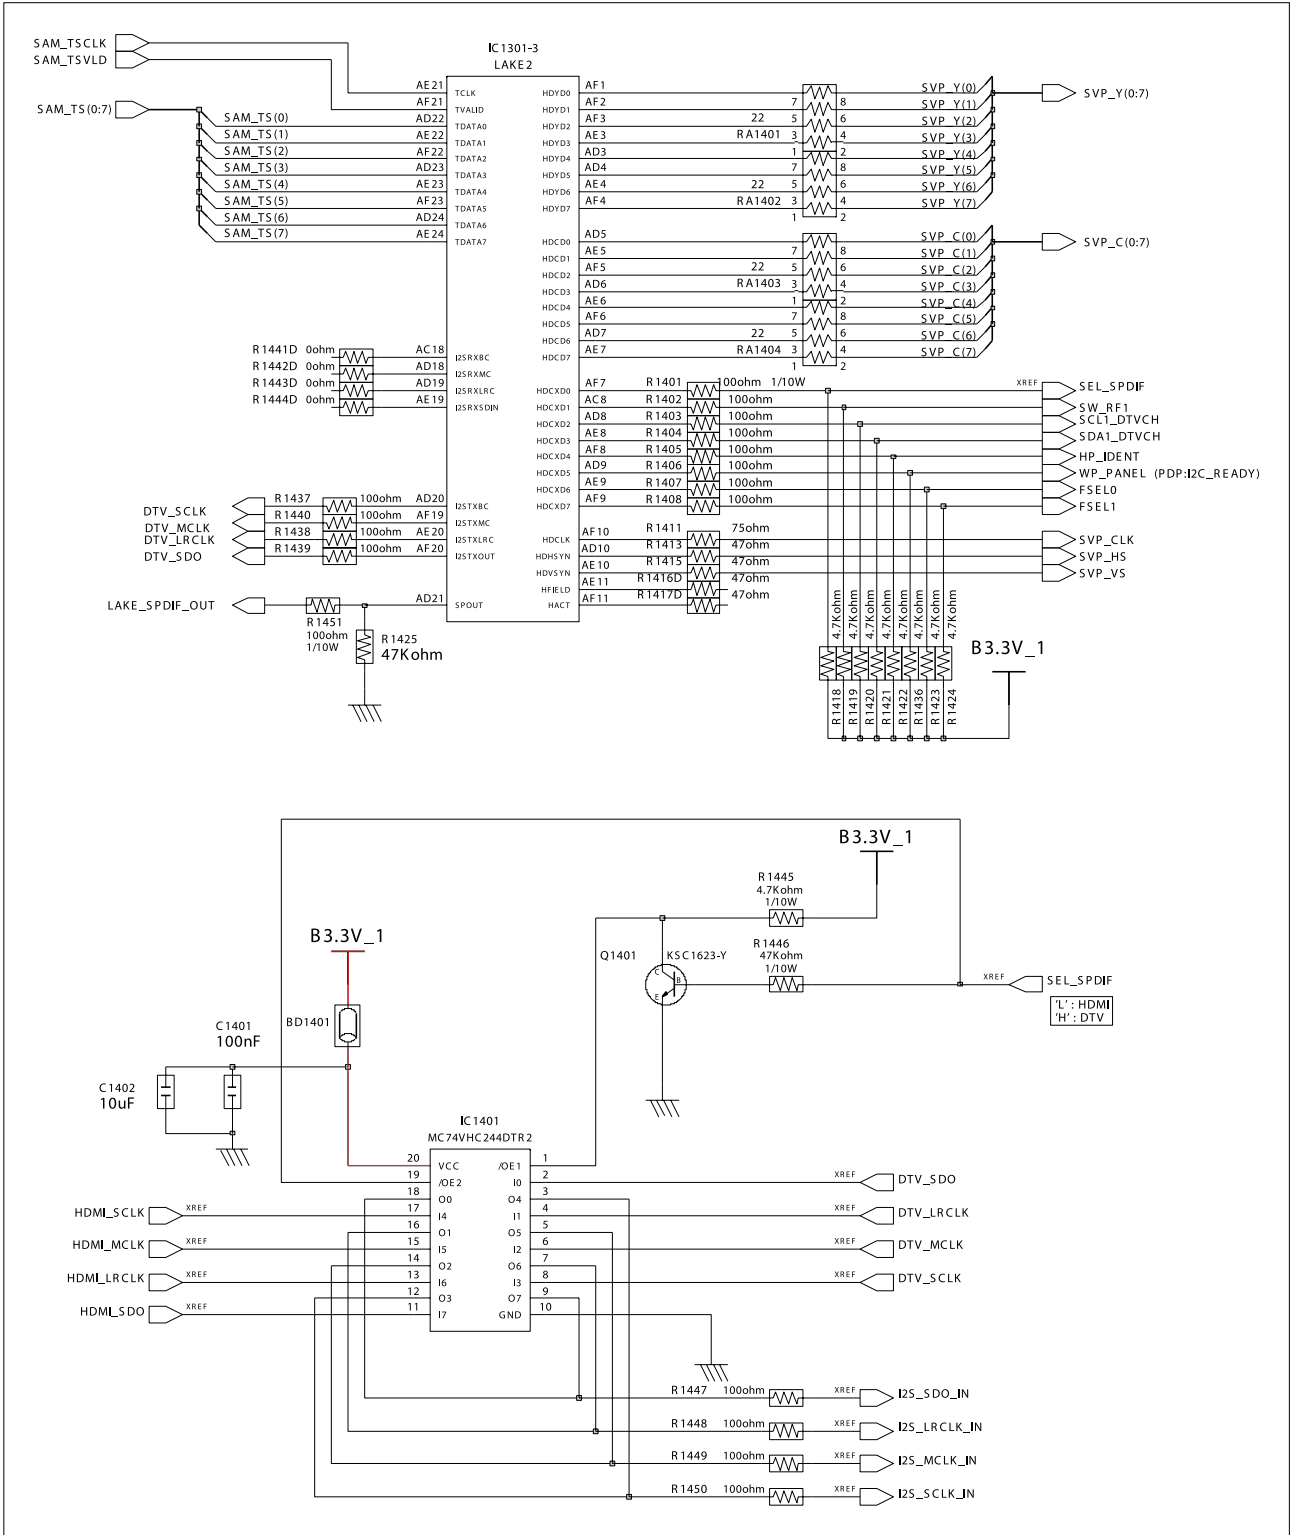 SAM_TSCLK
SAM_TSVLD
SAM_TS(0:7)
SAM_TS(0)
SAM_TS(1)
SAM_TS(2)
SAM_TS(3)
SAM_TS(4)
SAM_TS(5)
SAM_TS(6)
SAM_TS(7)
IC1301-3
LAKE2
AE21 TCLK
AF21 TVALID
AD22 TDATA0
AE22 TDATA1
AF22 TDATA2
AD23 TDATA3
AE23 TDATA4
AF23 TDATA5
AD24 TDATA6
AE24 TDATA7
HDYD0 AF1
HDYD1 AF2
HDYD2 AF3
HDYD3 AE3
HDYD4 AD3
HDYD5 AD4
HDYD6 AE4
HDYD7 AF4
7 8
22 5 6
RA1401 3 4
1 2
7 8
22 5 6
RA1402 3 4
1 2
SVP_Y(0)
SVP_Y(1)
SVP_Y(2)
SVP_Y(3)
SVP_Y(4)
SVP_Y(5)
SVP_Y(6)
SVP_Y(7)
SVP_Y(0:7)
HDCD0 AD5
HDCD1 AE5
HDCD2 AF5
HDCD3 AD6
HDCD4 AE6
HDCD5 AF6
HDCD6 AD7
HDCD7 AE7
7 8
22 5 6
RA1403 3 4
1 2
7 8
22 5 6
RA1404 3 4
1 2
SVP_C(0)
SVP_C(1)
SVP_C(2)
SVP_C(3)
SVP_C(4)
SVP_C(5)
SVP_C(6)
SVP_C(7)
SVP_C(0:7)
R1441D 0ohm AC18 I2SRXBC
R1442D 0ohm AD18 I2SRXMC
R1443D 0ohm AD19 I2SRXLRC
R1444D 0ohm AE19 I2SRXSDIN
HDCXD0 AF7 R1401 100ohm 1/10W XREF SEL_SPDIF
HDCXD1 AC8 R1402 100ohm SW_RF1
HDCXD2 AD8 R1403 100ohm SCL1_DTVCH
HDCXD3 AE8 R1404 100ohm SDA1_DTVCH
HDCXD4 AF8 R1405 100ohm HP_IDENT
HDCXD5 AD9 R1406 100ohm WP_PANEL (PDP:I2C_READY)
HDCXD6 AE9 R1407 100ohm FSEL0
HDCXD7 AF9 R1408 100ohm FSEL1
DTV_SCLK R1437 100ohm AD20 I2STXBC
DTV_MCLK R1440 100ohm AF19 I2STXMC
DTV_LRCLK R1438 100ohm AE20 I2STXLRC
DTV_SDO R1439 100ohm AF20 I2STXOUT
HDCLK AF10 R1411 75ohm SVP_CLK
HDHSYN AD10 R1413 47ohm SVP_HS
HDVSYN AE10 R1415 47ohm SVP_VS
HFIELD AE11 R1416D 47ohm
HACT AF11 R1417D 47ohm
LAKE_SPDIF_OUT AD21 SPOUT
R1451
100ohm
1/10W
R1425
47Kohm
4.7Kohm
4.7Kohm
4.7Kohm
4.7Kohm
4.7Kohm
4.7Kohm
4.7Kohm
4.7Kohm
R1418
R1419
R1420
R1421
R1422
R1436
R1423
R1424
B3.3V_1
B3.3V_1
R1445
4.7Kohm
1/10W
R1446
47Kohm
1/10W
Q1401 KSC1623-Y
C
B
E
XREF SEL_SPDIF
'L' : HDMI
'H' : DTV
B3.3V_1
BD1401
C1401
100nF
C1402
10uF
IC1401
MC74VHC244DTR2
20 VCC /OE1 1
19 /OE2 I0 2 XREF DTV_SDO
18 O0 O4 3
HDMI_SCLK XREF 17 I4 I1 4 XREF DTV_LRCLK
16 O1 O5 5
HDMI_MCLK XREF 15 I5 I2 6 XREF DTV_MCLK
14 O2 O6 7
HDMI_LRCLK XREF 13 I6 I3 8 XREF DTV_SCLK
12 O3 O7 9
HDMI_SDO XREF 11 I7 GND 10
R1447 100ohm XREF I2S_SDO_IN
R1448 100ohm XREF I2S_LRCLK_IN
R1449 100ohm XREF I2S_MCLK_IN
R1450 100ohm XREF I2S_SCLK_IN